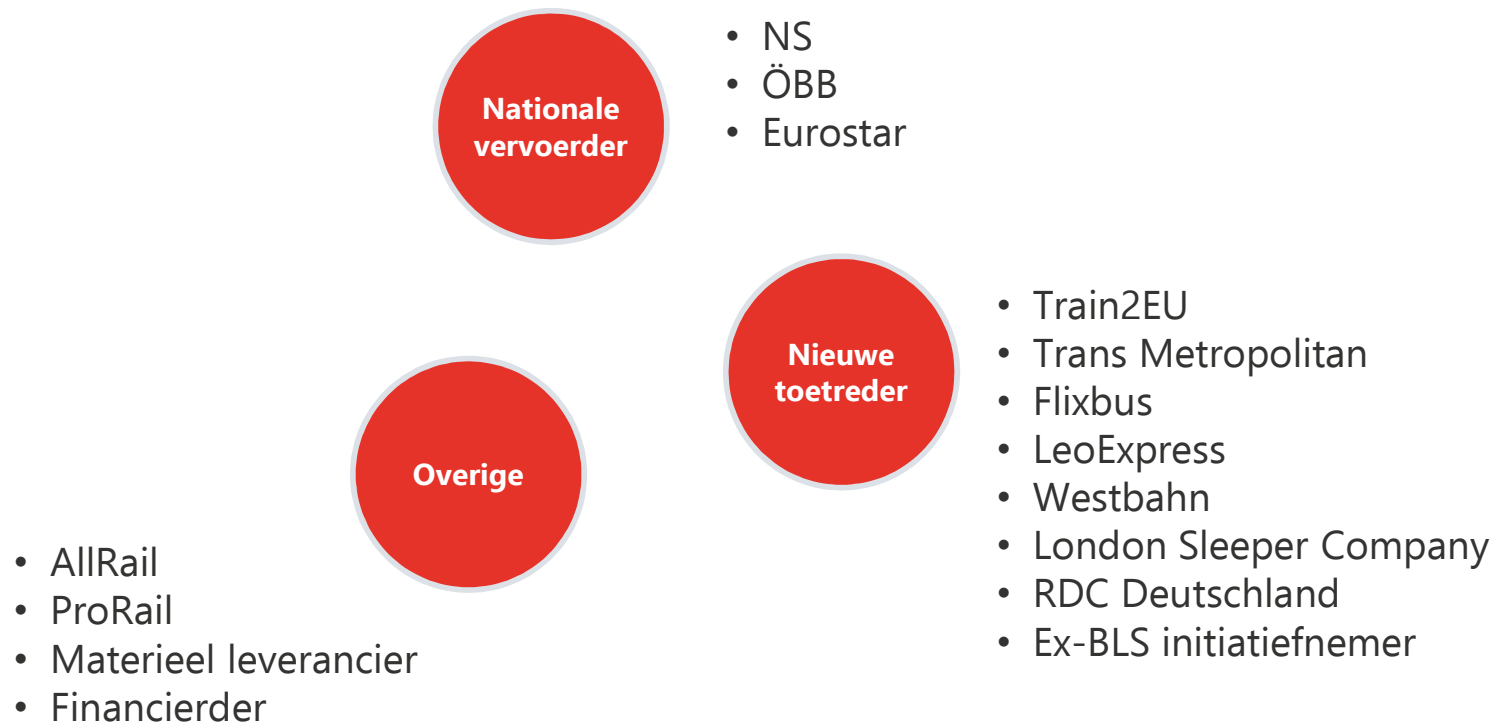 Nationale
vervoerder
• NS
• ÖBB
• Eurostar
Nieuwe
toetreder
• Train2EU
• Trans Metropolitan
• Flixbus
• LeoExpress
• Westbahn
• London Sleeper Company
• RDC Deutschland
• Ex-BLS initiatiefnemer
Overige
• AllRail
• ProRail
• Materieel leverancier
• Financierder